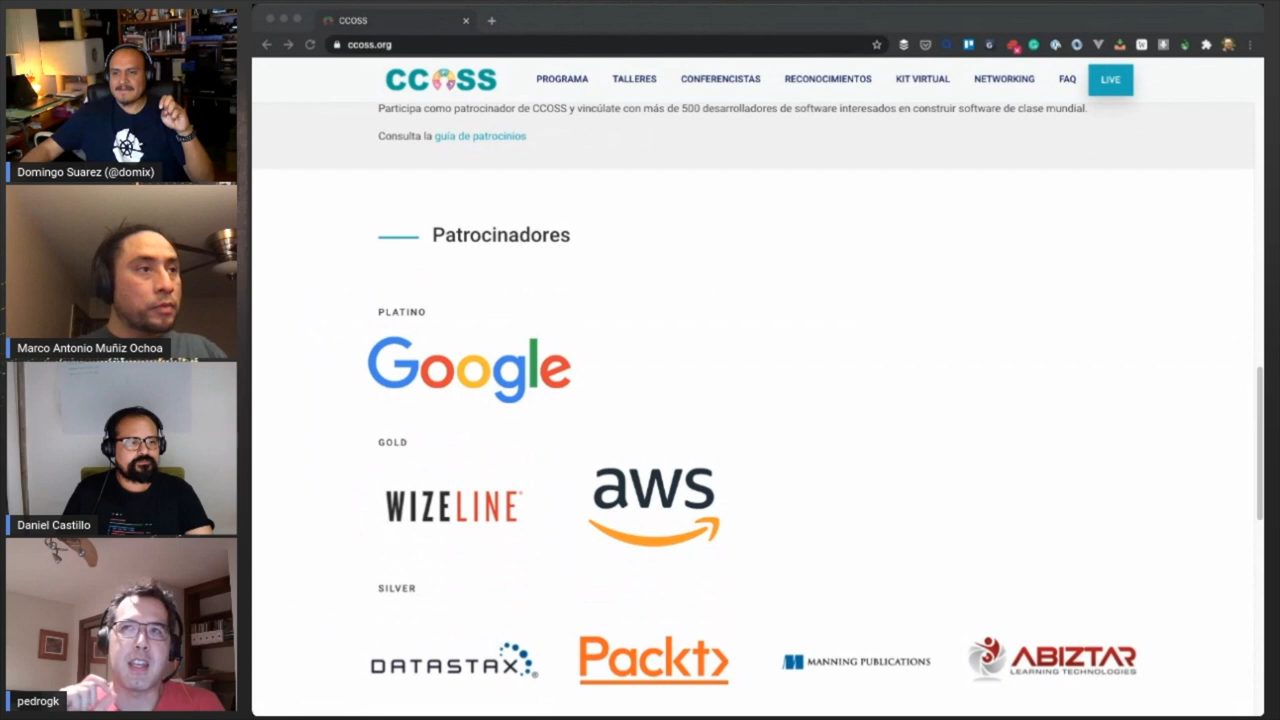 Domingo Suarez (@domix)
Marco Antonio Muñiz Ochoa
Daniel Castillo
pedrogk
CCOSS
ccoss.org
CCOSS
PROGRAMA TALLERES CONFERENCISTAS RECONOCIMIENTOS KIT VIRTUAL NETWORKING FAQ LIVE
Participa como patrocinador de CCOSS y vincúlate con más de 500 desarrolladores de software interesados en construir software de clase mundial.
Consulta la guía de patrocinios
Patrocinadores
PLATINO
Google
GOLD
WIZELINE
aws
SILVER
DATASTAX
Packt>
MANNING PUBLICATIONS
ABIZTAR
LEARNING TECHNOLOGIES